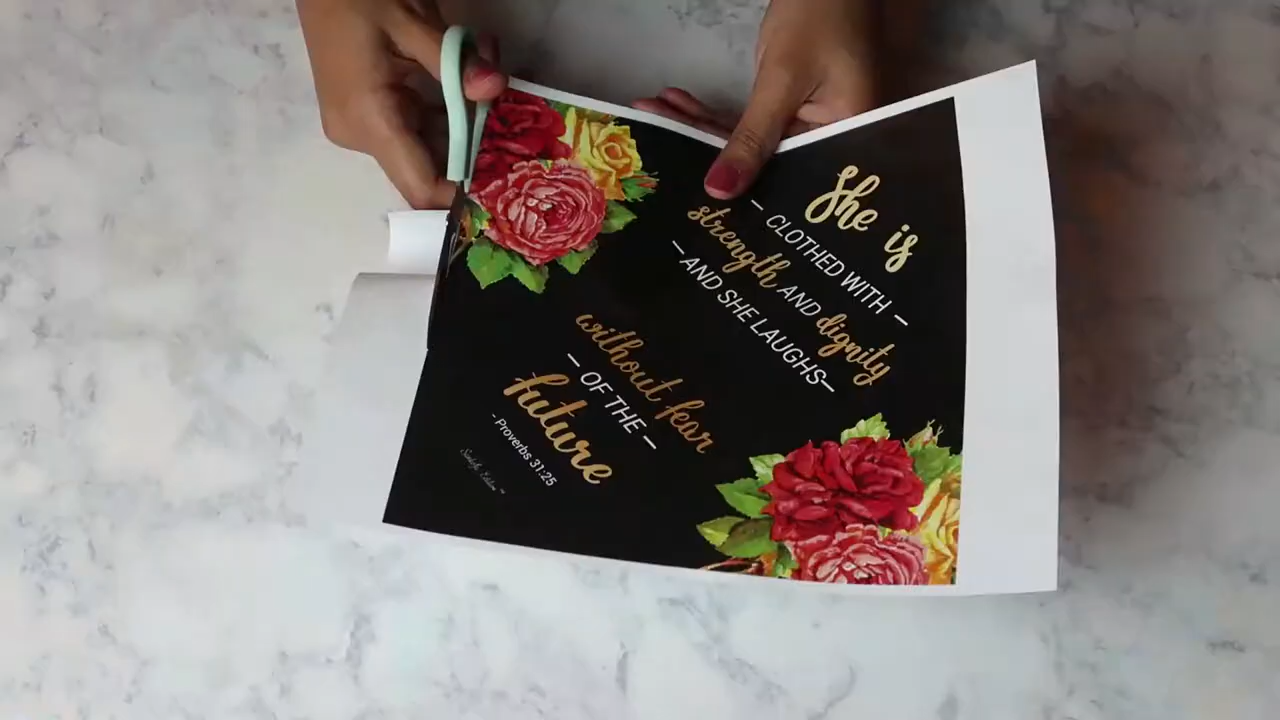 She is
– CLOTHED WITH –
strength AND dignity
– AND SHE LAUGHS–
without fear
– OF THE –
future
- Proverbs 31:25